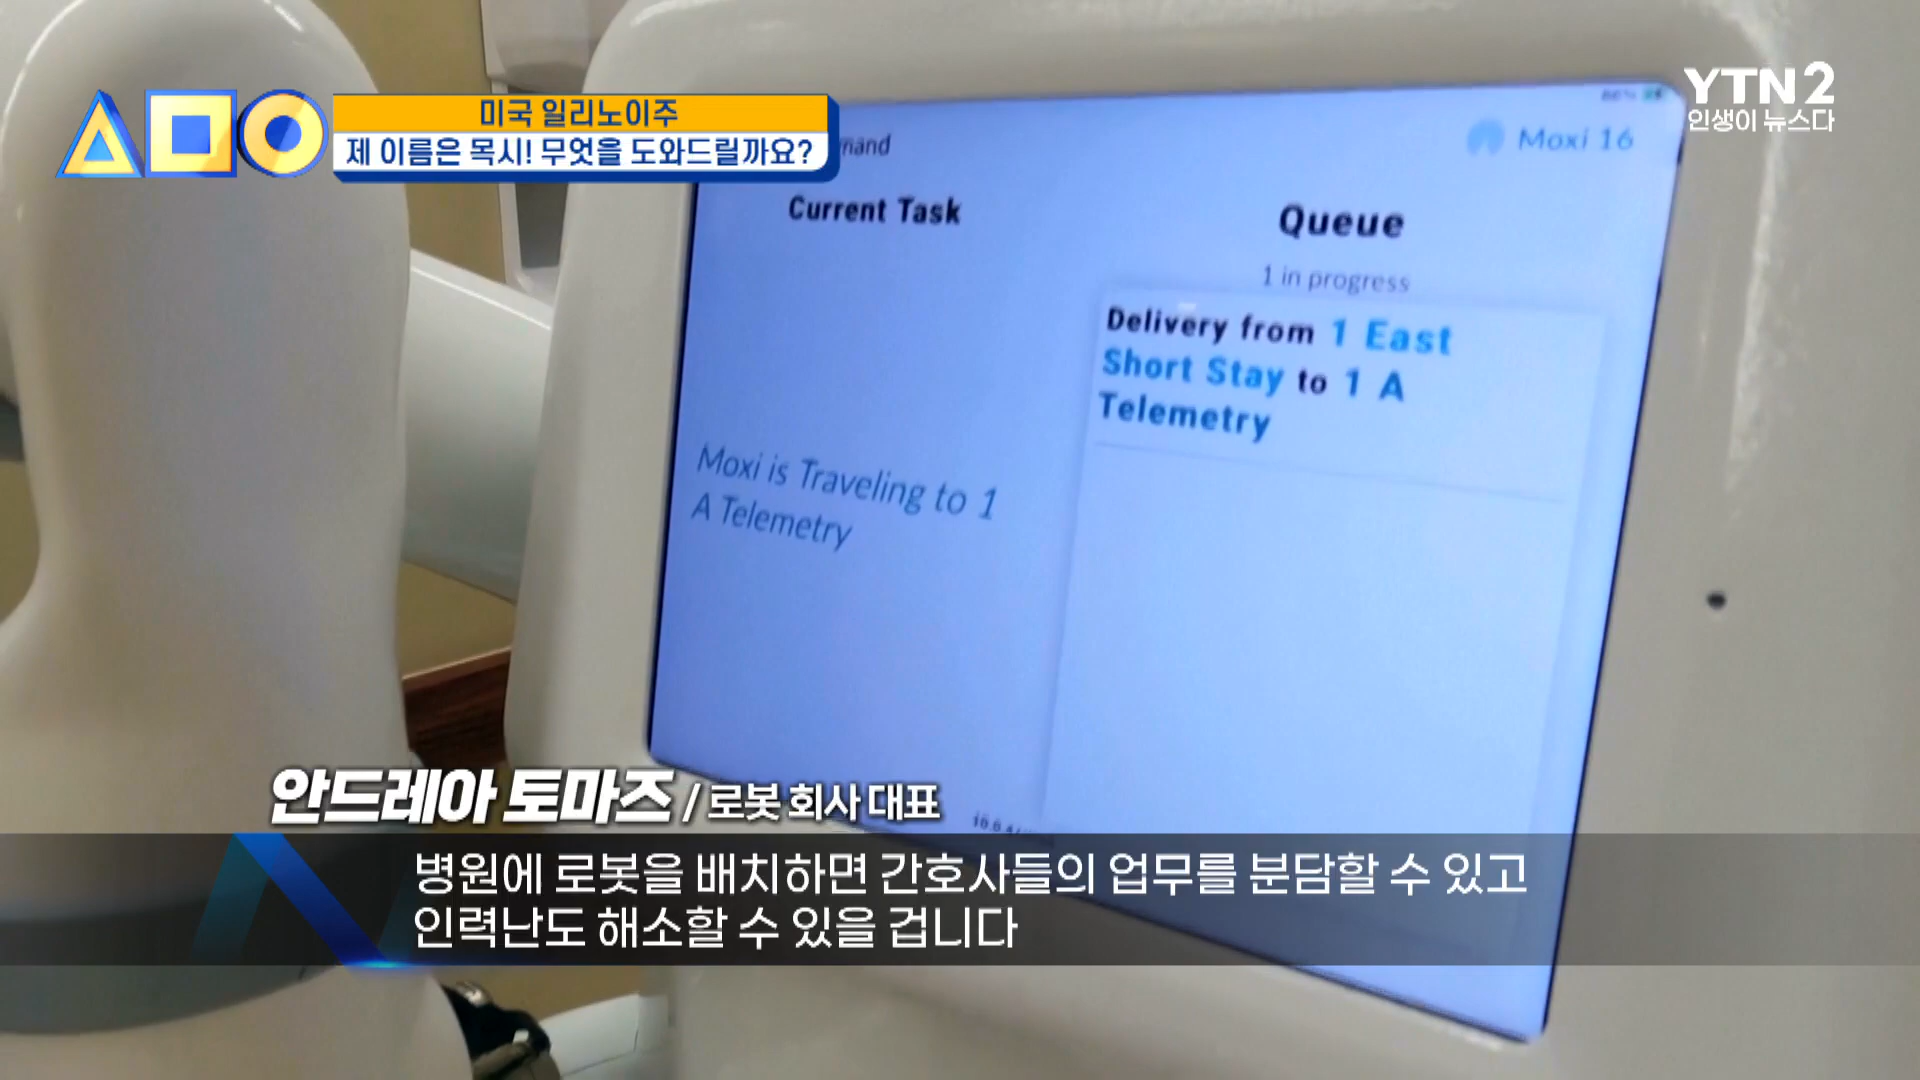 미국 일리노이주
제 이름은 목시! 무엇을 도와드릴까요?
YTN2
인생이 뉴스다
Moxi 16
Current Task
Queue
1 in progress
Delivery from 1 East
Short Stay to 1 A
Telemetry
Moxi is Traveling to 1
A Telemetry
안드레아 토마즈 / 로봇 회사 대표
병원에 로봇을 배치하면 간호사들의 업무를 분담할 수 있고
인력난도 해소할 수 있을 겁니다